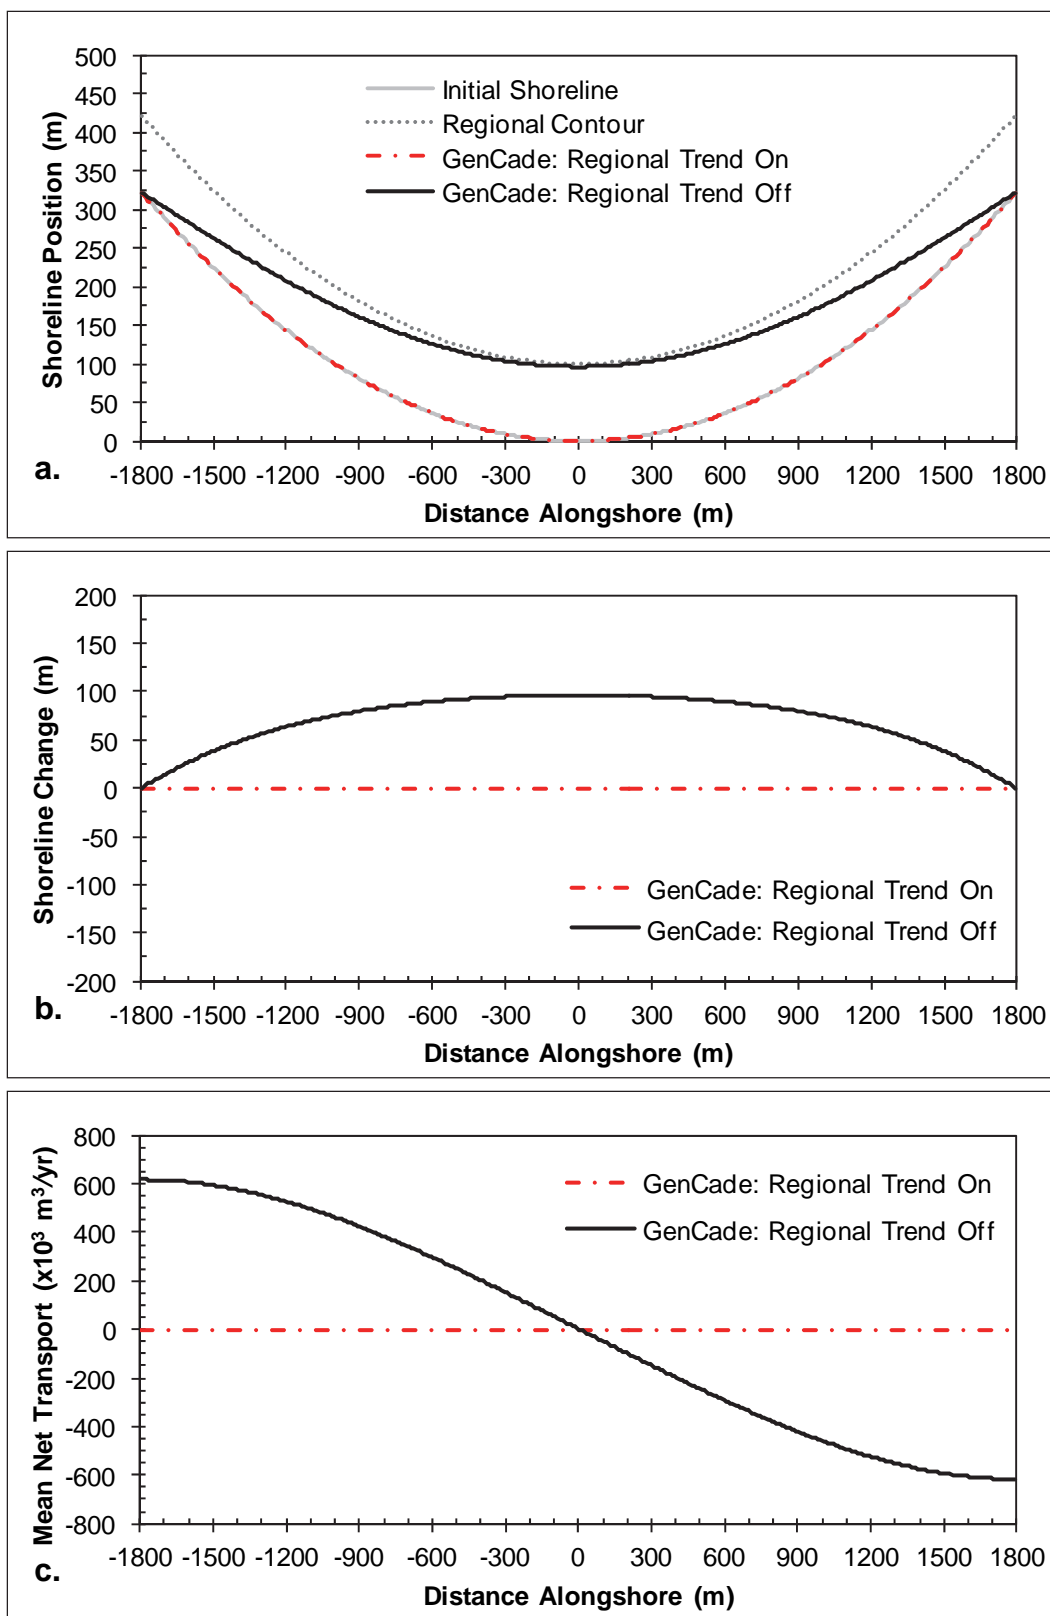 500
450
400
350
300
250
200
150
100
50
0
Shoreline Position (m)
Initial Shoreline
Regional Contour
GenCade: Regional Trend On
GenCade: Regional Trend Off
-1800 -1500 -1200 -900 -600 -300 0 300 600 900 1200 1500 1800
a.
Distance Alongshore (m)
200
150
100
50
0
-50
-100
-150
-200
Shoreline Change (m)
GenCade: Regional Trend On
GenCade: Regional Trend Off
-1800 -1500 -1200 -900 -600 -300 0 300 600 900 1200 1500 1800
b.
Distance Alongshore (m)
800
600
400
200
0
-200
-400
-600
-800
Mean Net Transport (x10³ m³/yr)
GenCade: Regional Trend On
GenCade: Regional Trend Off
-1800 -1500 -1200 -900 -600 -300 0 300 600 900 1200 1500 1800
c.
Distance Alongshore (m)